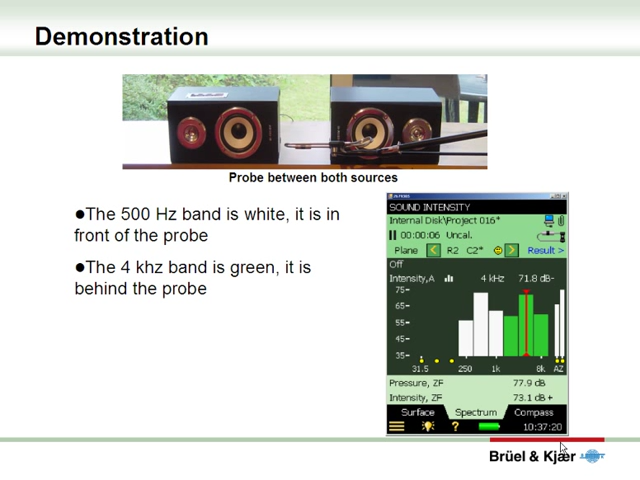 Demonstration
Probe between both sources
●The 500 Hz band is white, it is in
front of the probe
●The 4 khz band is green, it is
behind the probe
SOUND INTENSITY
Internal Disk\Project 016*
00:00:06 Uncal.
Plane < R2 C2* > Result >
Off
Intensity,A 4 kHz 71.8 dB-
75-
65-
55-
45-
35-
31.5 250 1k 8k AZ
Pressure, ZF 77.9 dB
Intensity, ZF 73.1 dB +
Surface Spectrum Compass
? 10:37:20
Brüel & Kjær